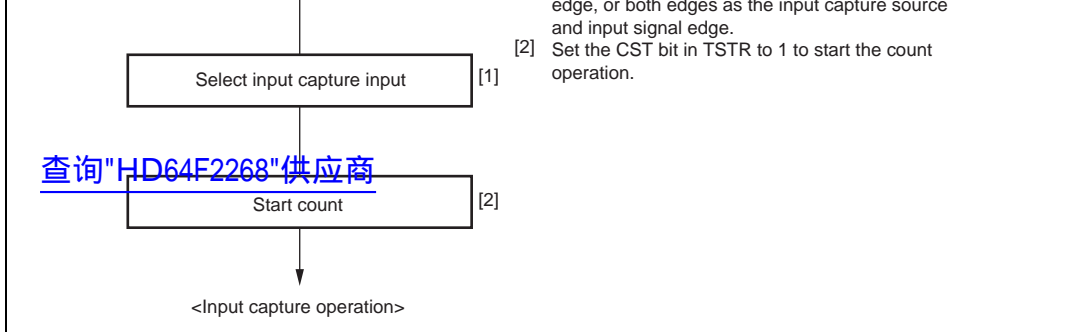 edge, or both edges as the input capture source
and input signal edge.
[2] Set the CST bit in TSTR to 1 to start the count
operation.
Select input capture input [1]
查询"HD64F2268"供应商
Start count [2]
<Input capture operation>